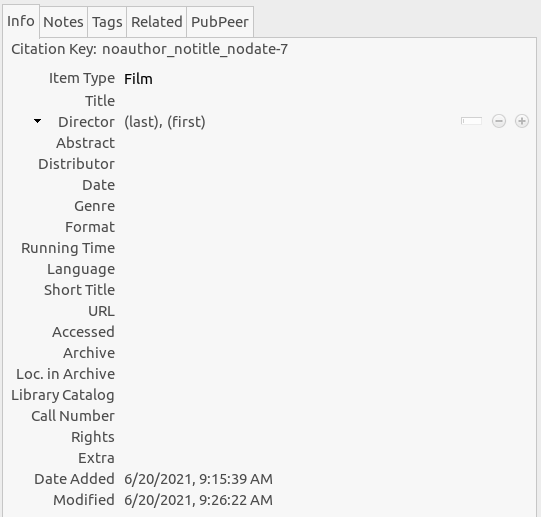 Info Notes Tags Related PubPeer
Citation Key: noauthor_notitle_nodate-7
Item Type Film
Title
Director (last), (first)
Abstract
Distributor
Date
Genre
Format
Running Time
Language
Short Title
URL
Accessed
Archive
Loc. in Archive
Library Catalog
Call Number
Rights
Extra
Date Added 6/20/2021, 9:15:39 AM
Modified 6/20/2021, 9:26:22 AM